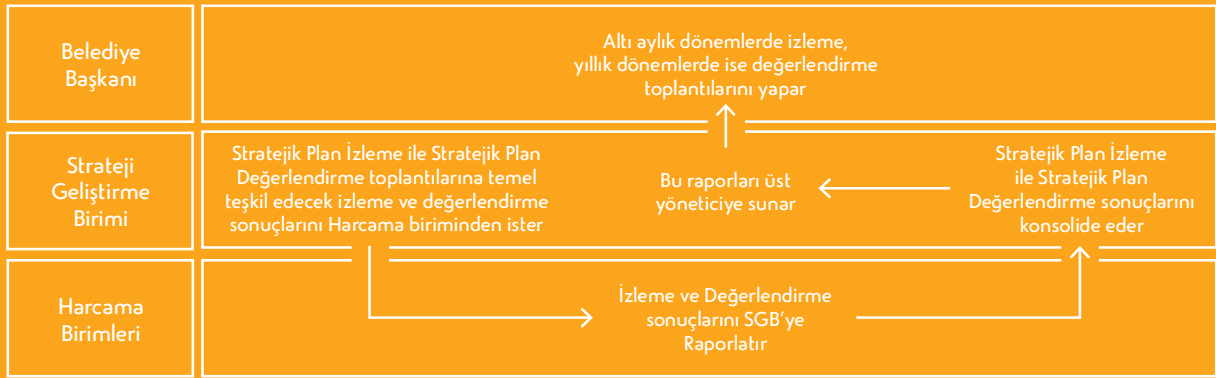 Belediye
Başkanı
Altı aylık dönemlerde izleme,
yıllık dönemlerde ise değerlendirme
toplantılarını yapar
Strateji
Geliştirme
Birimi
Stratejik Plan İzleme ile Stratejik Plan
Değerlendirme toplantılarına temel
teşkil edecek izleme ve değerlendirme
sonuçlarını Harcama biriminden ister
Bu raporları üst
yöneticiye sunar
Stratejik Plan İzleme
ile Stratejik Plan
Değerlendirme sonuçlarını
konsolide eder
Harcama
Birimleri
İzleme ve Değerlendirme
sonuçlarını SGB'ye
Raporlatır